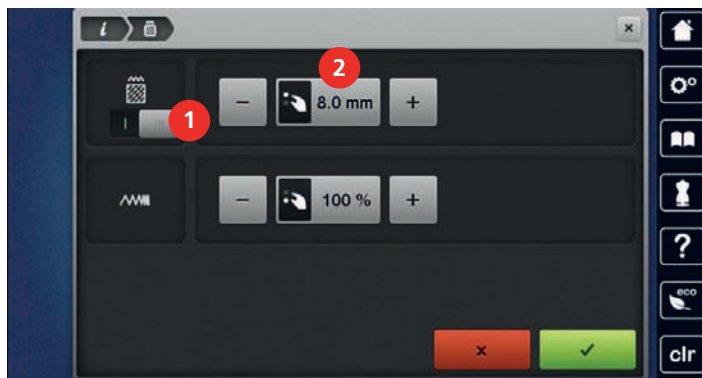 i
×
2
− 8.0 mm +
1
− 100 % +
?
eco
clr